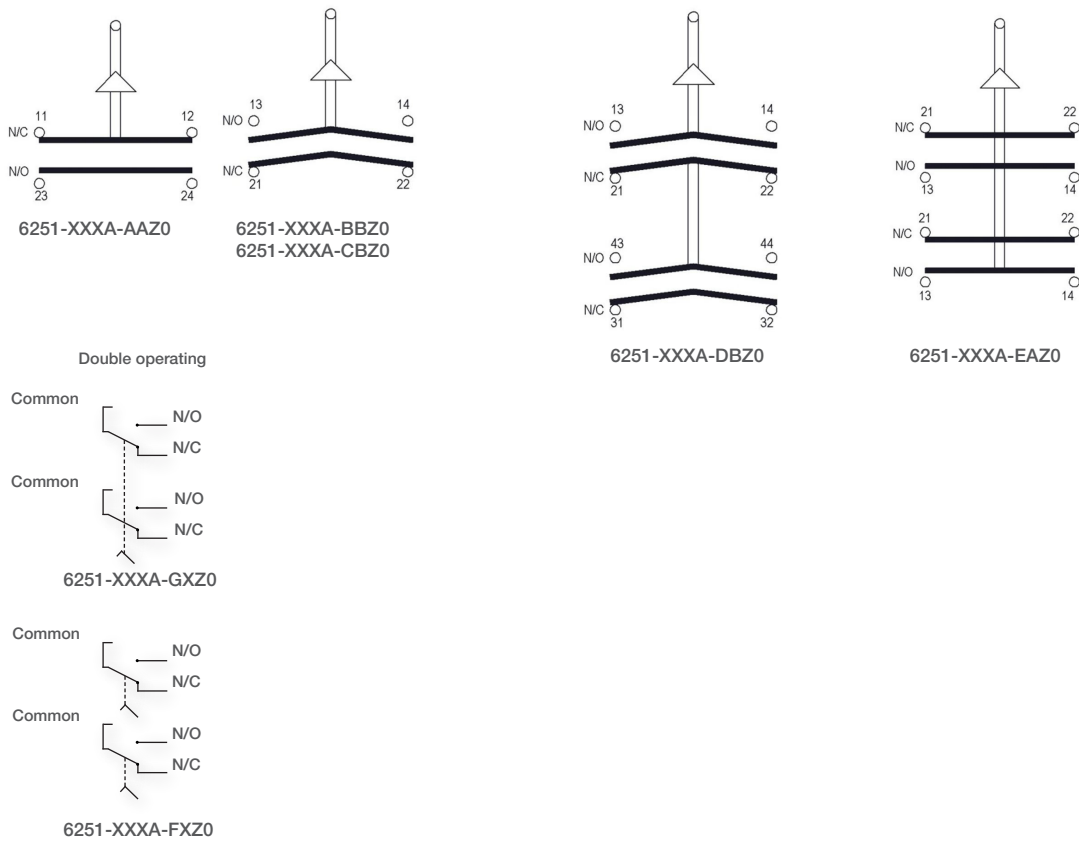 11 12
N/C
N/O
23 24
6251-XXXA-AAZ0
13 14
N/O
N/C
21 22
6251-XXXA-BBZ0
6251-XXXA-CBZ0
13 14
N/O
N/C
21 22
43 44
N/O
N/C
31 32
6251-XXXA-DBZ0
21 22
N/C
N/O
13 14
21 22
N/C
N/O
13 14
6251-XXXA-EAZ0
Double operating
Common
N/O
N/C
Common
N/O
N/C
6251-XXXA-GXZ0
Common
N/O
N/C
Common
N/O
N/C
6251-XXXA-FXZ0